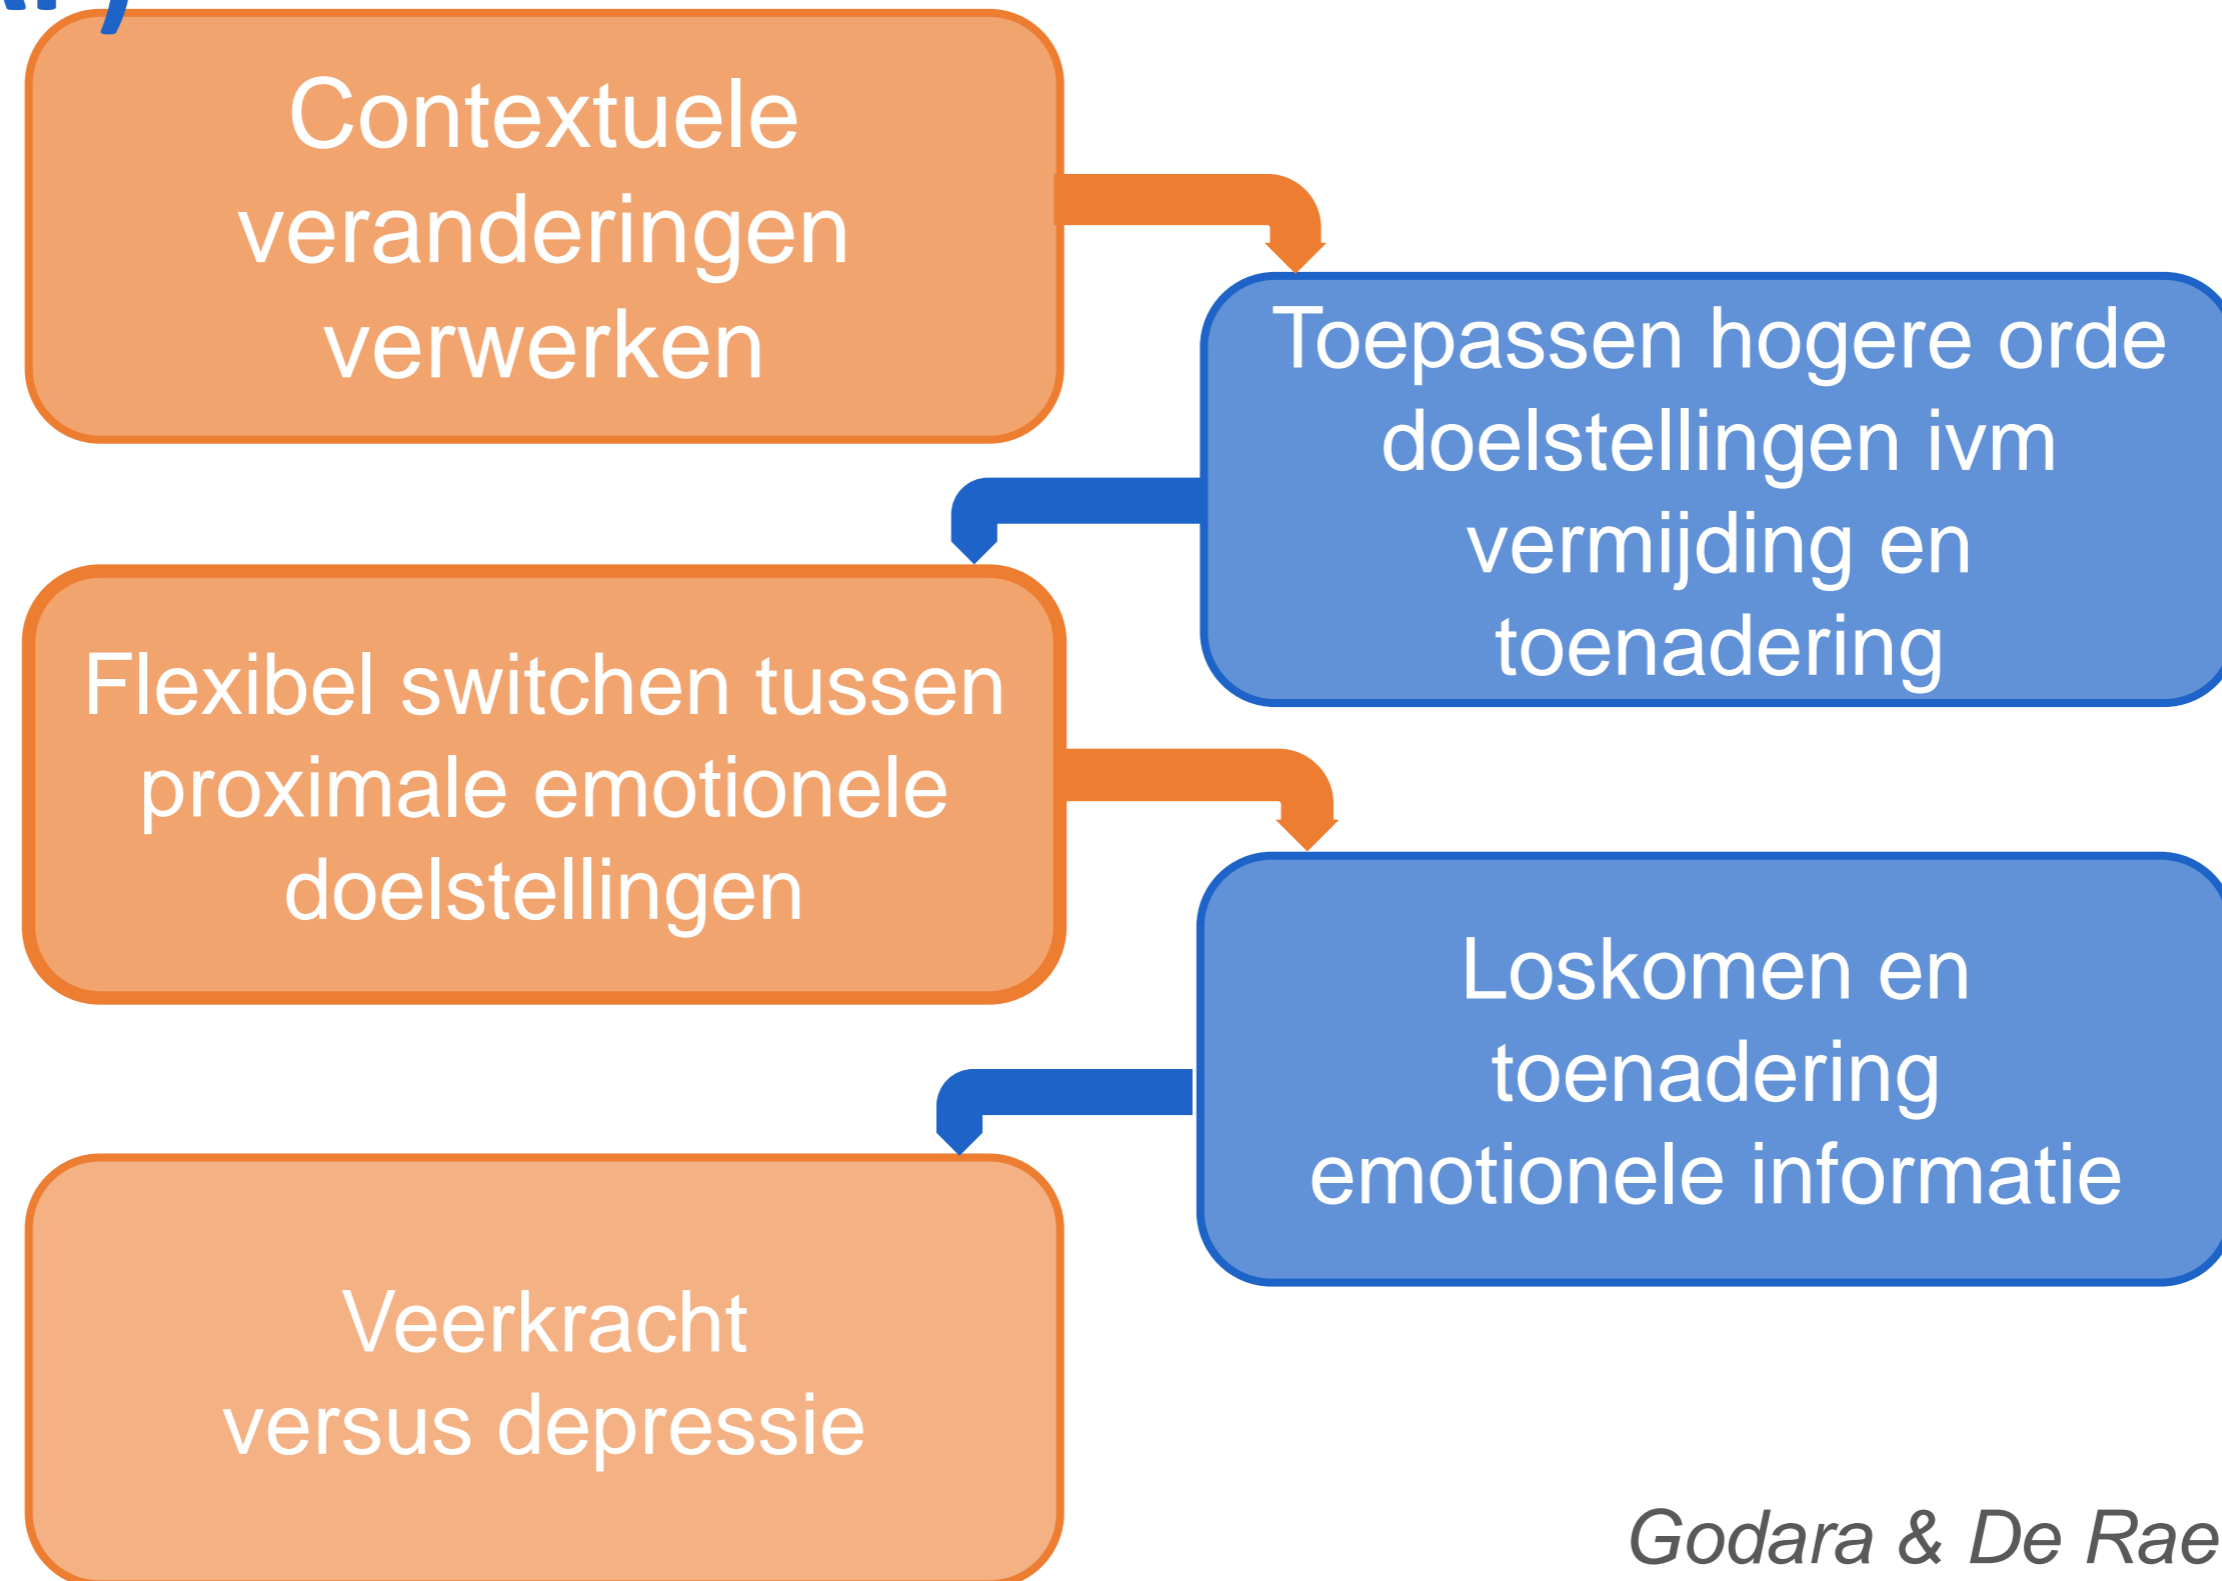 Contextuele
veranderingen
verwerken
Toepassen hogere orde
doelstellingen ivm
vermijding en
toenadering
Flexibel switchen tussen
proximale emotionele
doelstellingen
Loskomen en
toenadering
emotionele informatie
Veerkracht
versus depressie
Godara & De Rae